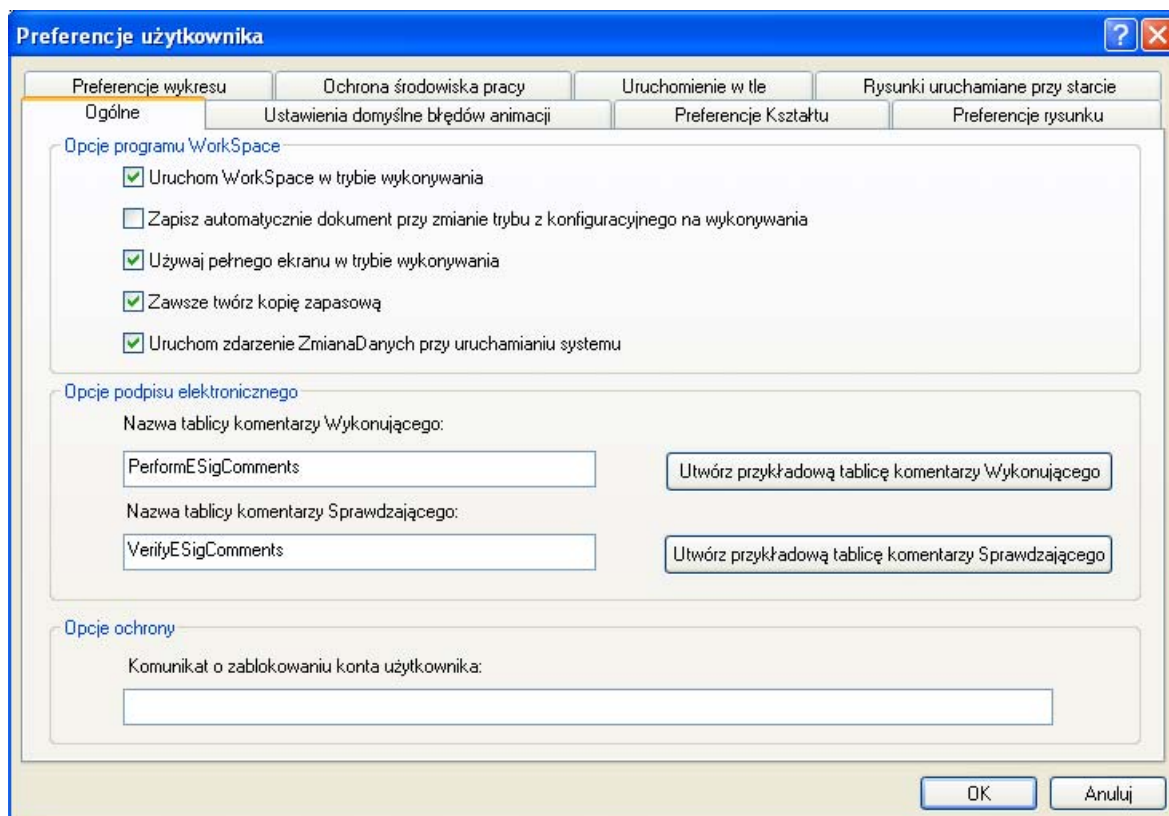 Preferencje użytkownika
Preferencje wykresu Ochrona środowiska pracy Uruchomienie w tle Rysunki uruchamiane przy starcie
Ogólne Ustawienia domyślne błędów animacji Preferencje Kształtu Preferencje rysunku
Opcje programu WorkSpace
Uruchom WorkSpace w trybie wykonywania
Zapisz automatycznie dokument przy zmianie trybu z konfiguracyjnego na wykonywania
Używaj pełnego ekranu w trybie wykonywania
Zawsze twórz kopię zapasową
Uruchom zdarzenie ZmianaDanych przy uruchamianiu systemu
Opcje podpisu elektronicznego
Nazwa tablicy komentarzy Wykonującego:
PerformESigComments Utwórz przykładową tablicę komentarzy Wykonującego
Nazwa tablicy komentarzy Sprawdzającego:
VerifyESigComments Utwórz przykładową tablicę komentarzy Sprawdzającego
Opcje ochrony
Komunikat o zablokowaniu konta użytkownika:
OK Anuluj